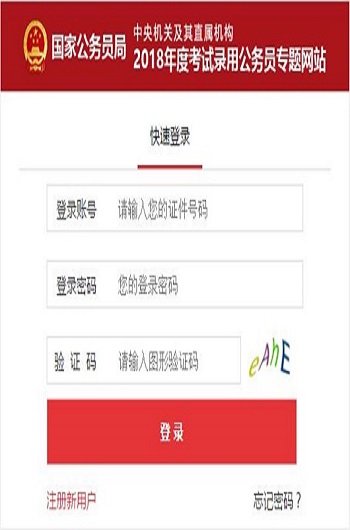 国家公务员局
中央机关及其直属机构
2018年度考试录用公务员专题网站
快速登录
登录账号 请输入您的证件号码
登录密码 您的登录密码
验 证 码 请输入图形验证码 eAhE
登 录
注册新用户 忘记密码？